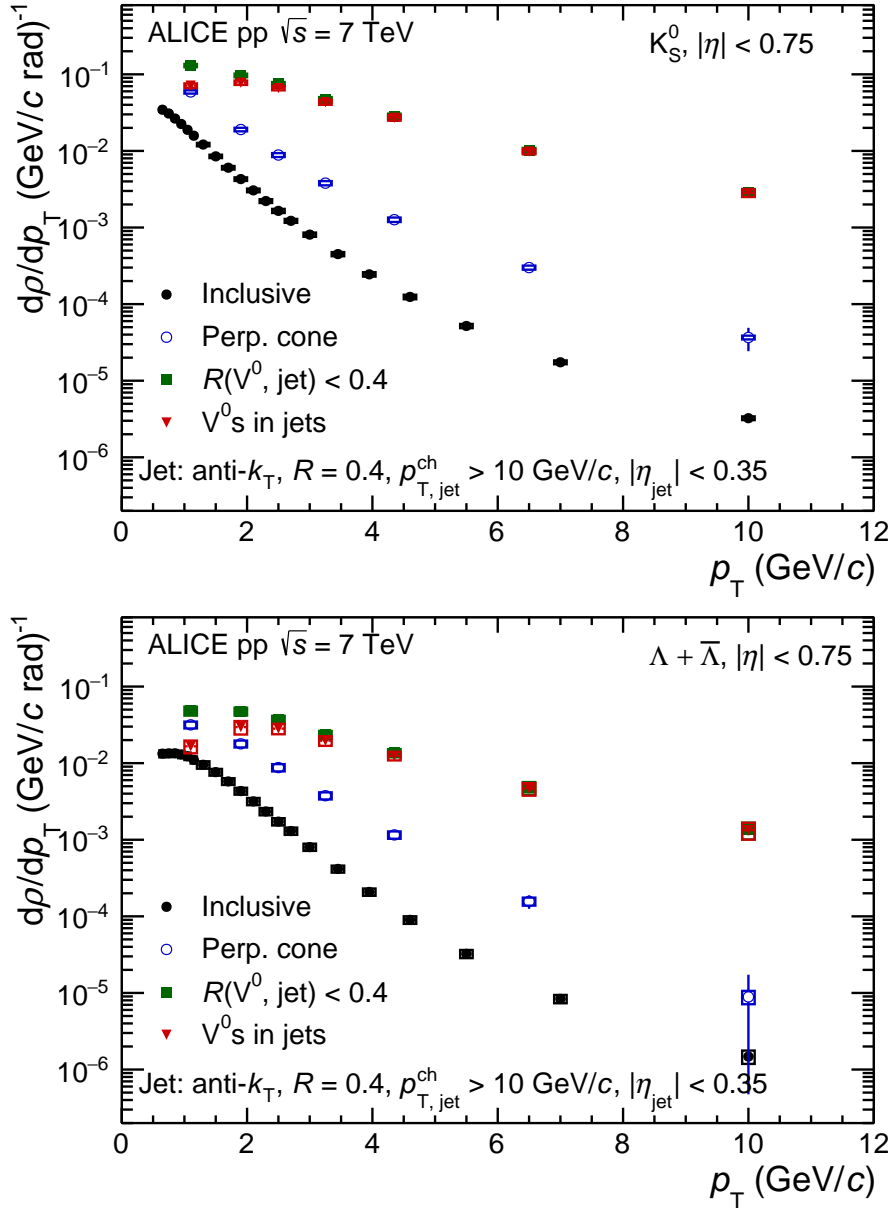 ALICE pp √s = 7 TeV
K⁰_S, |η| < 0.75
dρ/dp_T (GeV/c rad)⁻¹
10⁻¹
10⁻²
10⁻³
10⁻⁴
10⁻⁵
10⁻⁶
Inclusive
Perp. cone
R(V⁰, jet) < 0.4
V⁰s in jets
Jet: anti-k_T, R = 0.4, p^ch_T, jet > 10 GeV/c, |η_jet| < 0.35
0 2 4 6 8 10 12
p_T (GeV/c)
ALICE pp √s = 7 TeV
Λ + Λ̅, |η| < 0.75
dρ/dp_T (GeV/c rad)⁻¹
10⁻¹
10⁻²
10⁻³
10⁻⁴
10⁻⁵
10⁻⁶
Inclusive
Perp. cone
R(V⁰, jet) < 0.4
V⁰s in jets
Jet: anti-k_T, R = 0.4, p^ch_T, jet > 10 GeV/c, |η_jet| < 0.35
0 2 4 6 8 10 12
p_T (GeV/c)